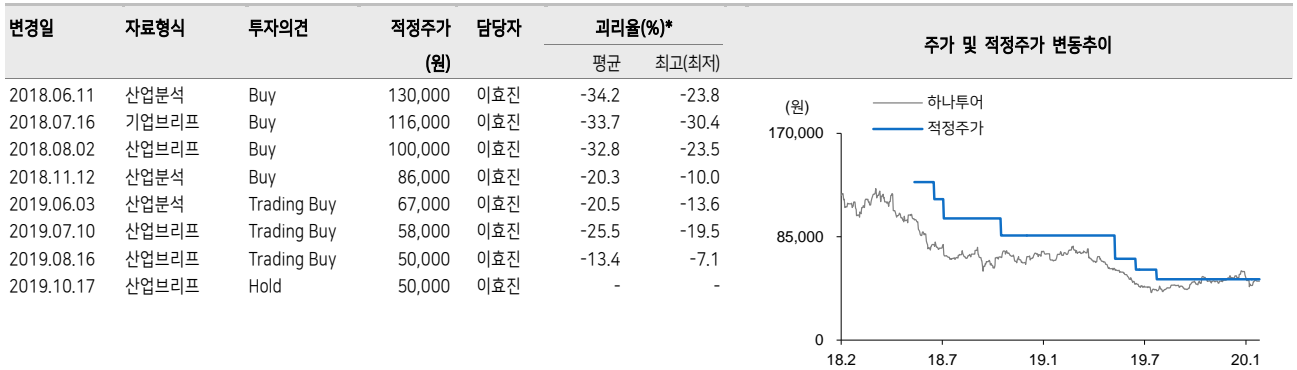 변경일 자료형식 투자의견 적정주가 담당자 괴리율(%)* 주가 및 적정주가 변동추이
(원) 평균 최고(최저)
2018.06.11 산업분석 Buy 130,000 이효진 -34.2 -23.8
2018.07.16 기업브리프 Buy 116,000 이효진 -33.7 -30.4
2018.08.02 산업브리프 Buy 100,000 이효진 -32.8 -23.5
2018.11.12 산업분석 Buy 86,000 이효진 -20.3 -10.0
2019.06.03 산업분석 Trading Buy 67,000 이효진 -20.5 -13.6
2019.07.10 산업브리프 Trading Buy 58,000 이효진 -25.5 -19.5
2019.08.16 산업브리프 Trading Buy 50,000 이효진 -13.4 -7.1
2019.10.17 산업브리프 Hold 50,000 이효진 - -
(원) 하나투어
적정주가
170,000
85,000
0
18.2 18.7 19.1 19.7 20.1